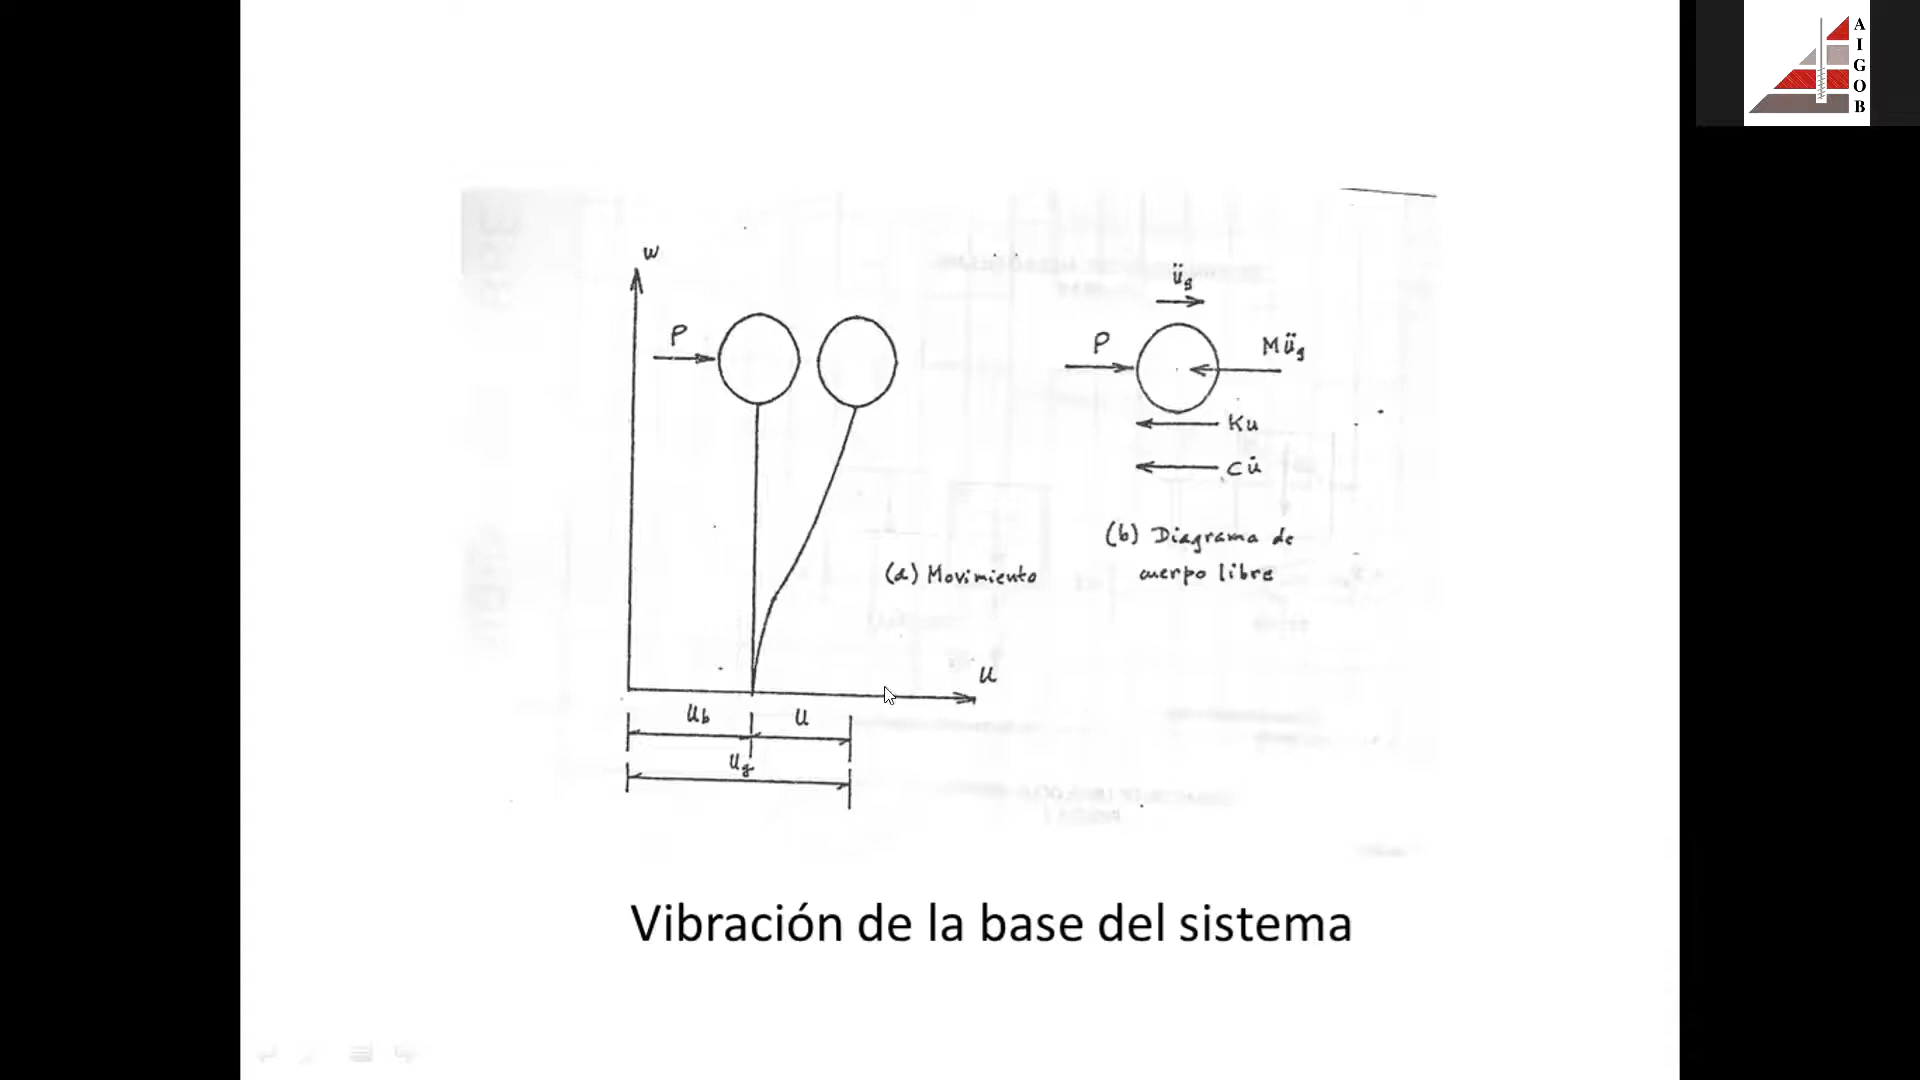 A
I
G
O
B
w
P
(a) Movimiento
u
u_b
u
u_g
ü_g
P
Mü_g
Ku
Cu̇
(b) Diagrama de
cuerpo libre
Vibración de la base del sistema